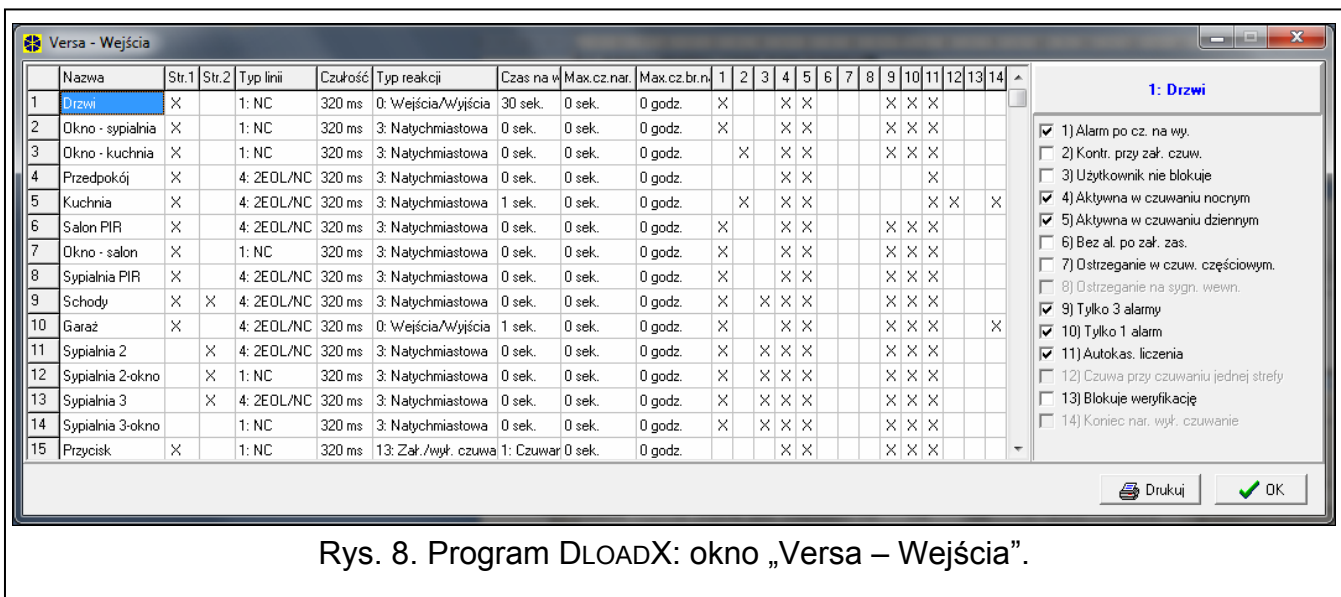 Versa - Wejścia
Nazwa Str.1 Str.2 Typ linii Czułość Typ reakcji Czas na w Max.cz.nar. Max.cz.br.n. 1 2 3 4 5 6 7 8 9 10 11 12 13 14
1 Drzwi X 1: NC 320 ms 0: Wejścia/Wyjścia 30 sek. 0 sek. 0 godz. X X X X X X
2 Okno - sypialnia X 1: NC 320 ms 3: Natychmiastowa 0 sek. 0 sek. 0 godz. X X X X X X
3 Okno - kuchnia X 1: NC 320 ms 3: Natychmiastowa 0 sek. 0 sek. 0 godz. X X X X X X
4 Przedpokój X 4: 2EOL/NC 320 ms 3: Natychmiastowa 0 sek. 0 sek. 0 godz. X X X
5 Kuchnia X 4: 2EOL/NC 320 ms 3: Natychmiastowa 1 sek. 0 sek. 0 godz. X X X X X X
6 Salon PIR X 4: 2EOL/NC 320 ms 3: Natychmiastowa 0 sek. 0 sek. 0 godz. X X X X X X
7 Okno - salon X 1: NC 320 ms 3: Natychmiastowa 0 sek. 0 sek. 0 godz. X X X X X X
8 Sypialnia PIR X 4: 2EOL/NC 320 ms 3: Natychmiastowa 0 sek. 0 sek. 0 godz. X X X X X X
9 Schody X X 4: 2EOL/NC 320 ms 3: Natychmiastowa 0 sek. 0 sek. 0 godz. X X X X X X X
10 Garaż X 4: 2EOL/NC 320 ms 0: Wejścia/Wyjścia 1 sek. 0 sek. 0 godz. X X X X X X X
11 Sypialnia 2 X 4: 2EOL/NC 320 ms 3: Natychmiastowa 0 sek. 0 sek. 0 godz. X X X X X X X
12 Sypialnia 2-okno X 1: NC 320 ms 3: Natychmiastowa 0 sek. 0 sek. 0 godz. X X X X X X X
13 Sypialnia 3 X 4: 2EOL/NC 320 ms 3: Natychmiastowa 0 sek. 0 sek. 0 godz. X X X X X X X
14 Sypialnia 3-okno 1: NC 320 ms 3: Natychmiastowa 0 sek. 0 sek. 0 godz. X X X X X X X
15 Przycisk X 1: NC 320 ms 13: Zał./wył. czuwa 1: Czuwar 0 sek. 0 godz. X X X X X
1: Drzwi
1) Alarm po cz. na wy.
2) Kontr. przy zał. czuw.
3) Użytkownik nie blokuje
4) Aktywna w czuwaniu nocnym
5) Aktywna w czuwaniu dziennym
6) Bez al. po zał. zas.
7) Ostrzeganie w czuw. częściowym.
8) Ostrzeganie na sygn. wewn.
9) Tylko 3 alarmy
10) Tylko 1 alarm
11) Autokas. liczenia
12) Czuwa przy czuwaniu jednej strefy
13) Blokuje weryfikację
14) Koniec nar. wył. czuwanie
Drukuj OK
Rys. 8. Program DLOADX: okno „Versa – Wejścia”.